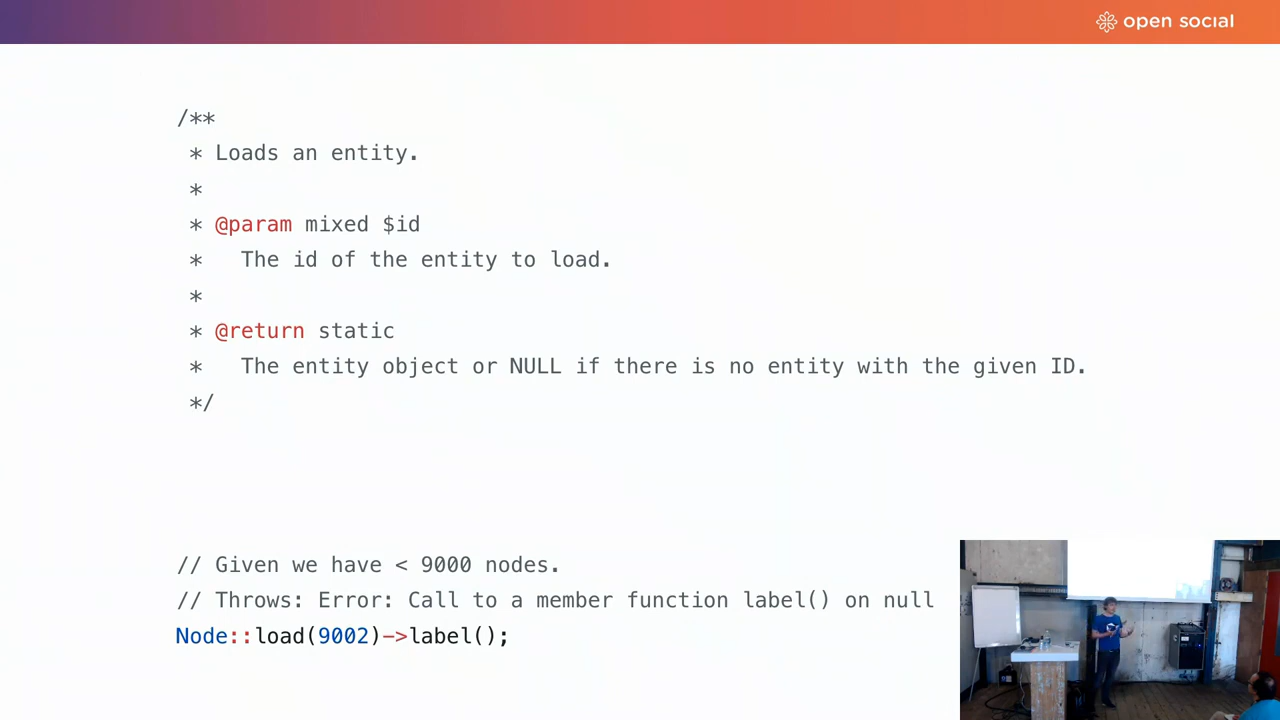 open social
/**
 * Loads an entity.
 *
 * @param mixed $id
 *   The id of the entity to load.
 *
 * @return static
 *   The entity object or NULL if there is no entity with the given ID.
 */
// Given we have < 9000 nodes.
// Throws: Error: Call to a member function label() on null
Node::load(9002)->label();